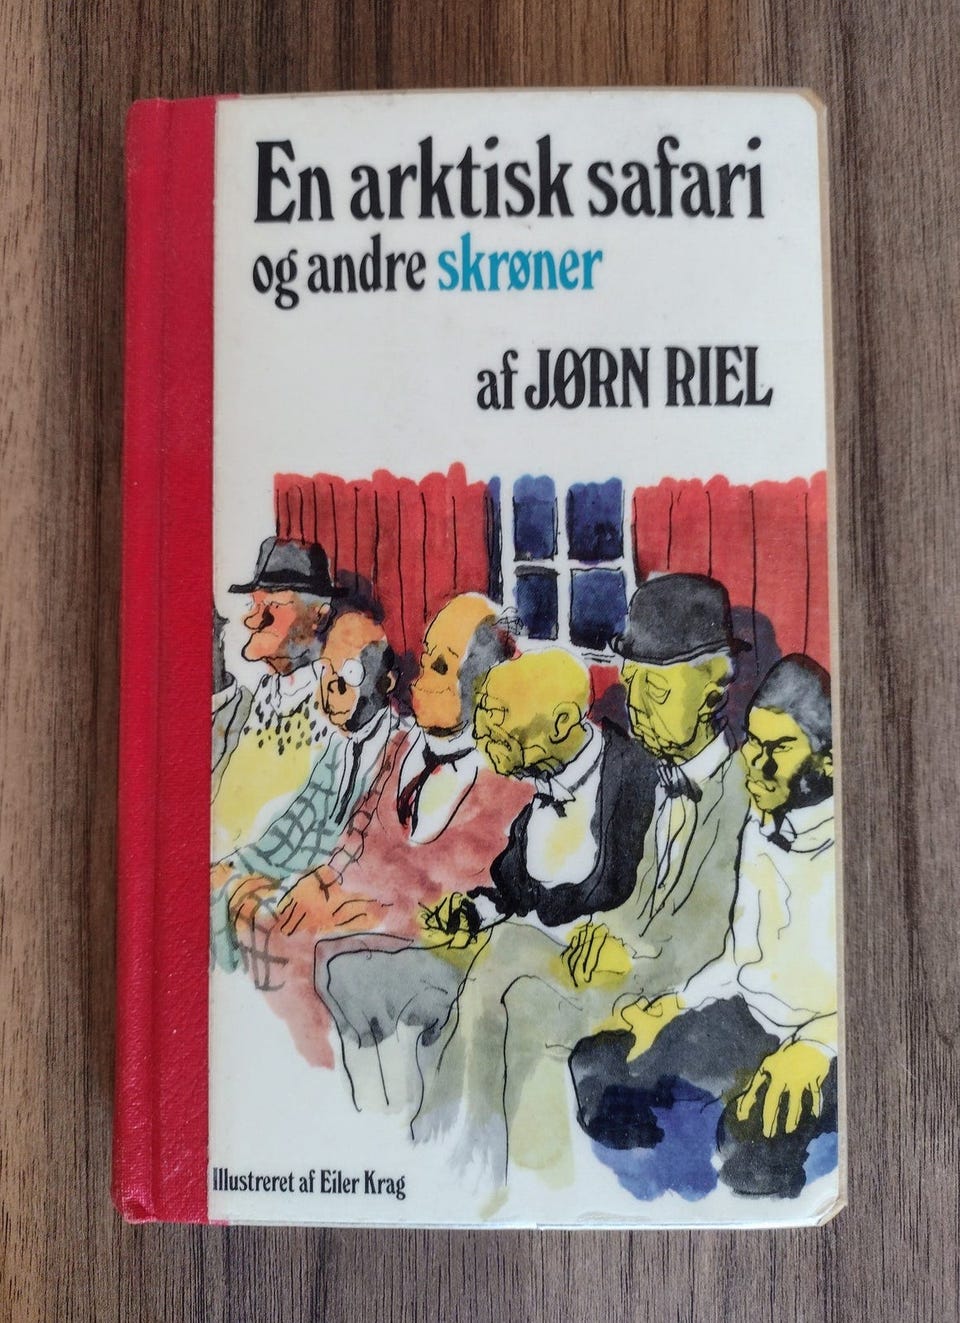 En arktisk safari
og andre skrøner
af JØRN RIEL
Illustreret af Eiler Krag